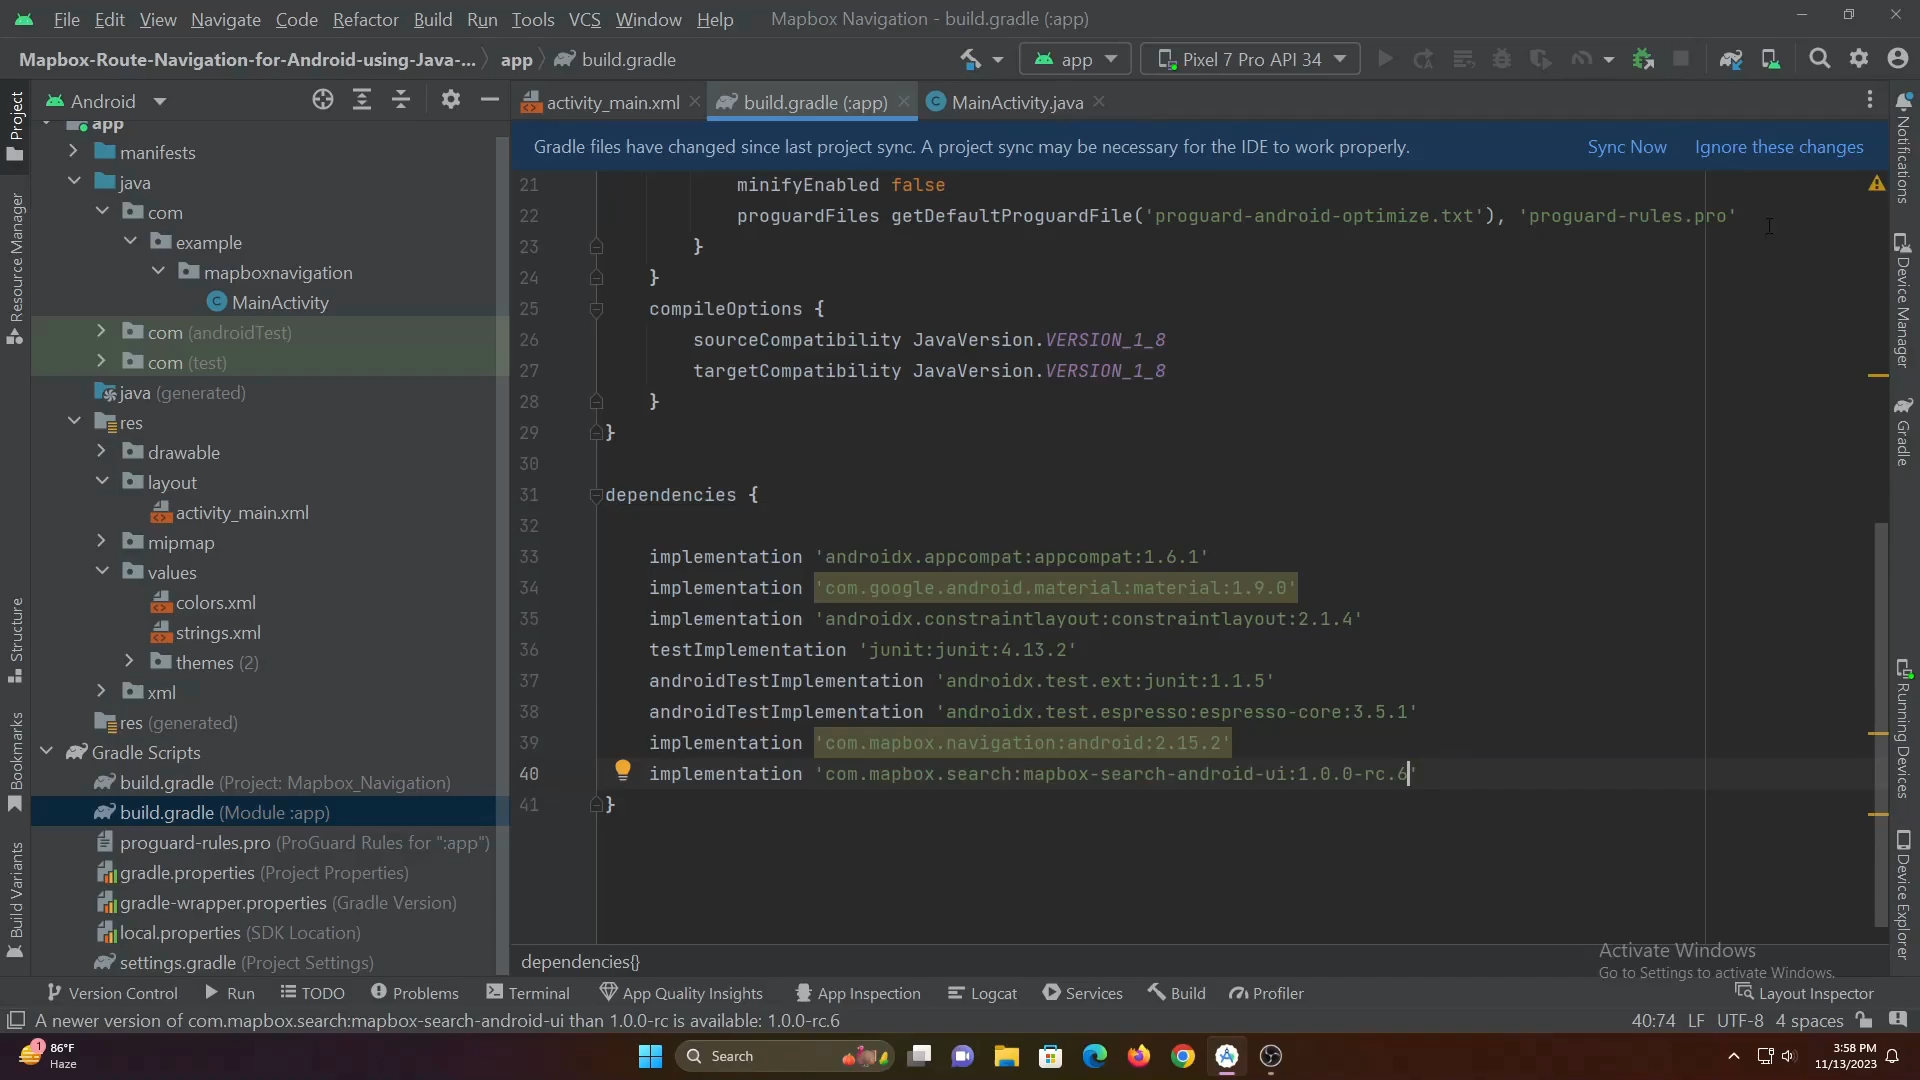 File Edit View Navigate Code Refactor Build Run Tools VCS Window Help Mapbox Navigation - build.gradle (:app)
Mapbox-Route-Navigation-for-Android-using-Java-... app build.gradle app Pixel 7 Pro API 34
Android
activity_main.xml build.gradle (:app) MainActivity.java
Gradle files have changed since last project sync. A project sync may be necessary for the IDE to work properly. Sync Now Ignore these changes
Project
Resource Manager
Structure
Bookmarks
Build Variants
app
manifests
java
com
example
mapboxnavigation
C MainActivity
com (androidTest)
com (test)
java (generated)
res
drawable
layout
activity_main.xml
mipmap
values
colors.xml
strings.xml
themes (2)
xml
res (generated)
Gradle Scripts
build.gradle (Project: Mapbox_Navigation)
build.gradle (Module :app)
proguard-rules.pro (ProGuard Rules for ":app")
gradle.properties (Project Properties)
gradle-wrapper.properties (Gradle Version)
local.properties (SDK Location)
settings.gradle (Project Settings)
21 minifyEnabled false
22 proguardFiles getDefaultProguardFile('proguard-android-optimize.txt'), 'proguard-rules.pro'
23 }
24 }
25 compileOptions {
26 sourceCompatibility JavaVersion.VERSION_1_8
27 targetCompatibility JavaVersion.VERSION_1_8
28 }
29 }
30
31 dependencies {
32
33 implementation 'androidx.appcompat:appcompat:1.6.1'
34 implementation 'com.google.android.material:material:1.9.0'
35 implementation 'androidx.constraintlayout:constraintlayout:2.1.4'
36 testImplementation 'junit:junit:4.13.2'
37 androidTestImplementation 'androidx.test.ext:junit:1.1.5'
38 androidTestImplementation 'androidx.test.espresso:espresso-core:3.5.1'
39 implementation 'com.mapbox.navigation:android:2.15.2'
40 implementation 'com.mapbox.search:mapbox-search-android-ui:1.0.0-rc.6'
41 }
dependencies{}
Notifications
Device Manager
Gradle
Running Devices
Device Explorer
Activate Windows
Go to Settings to activate Windows.
Version Control Run TODO Problems Terminal App Quality Insights App Inspection Logcat Services Build Profiler Layout Inspector
A newer version of com.mapbox.search:mapbox-search-android-ui than 1.0.0-rc is available: 1.0.0-rc.6 40:74 LF UTF-8 4 spaces
1 86°F
Haze
Search
3:58 PM
11/13/2023